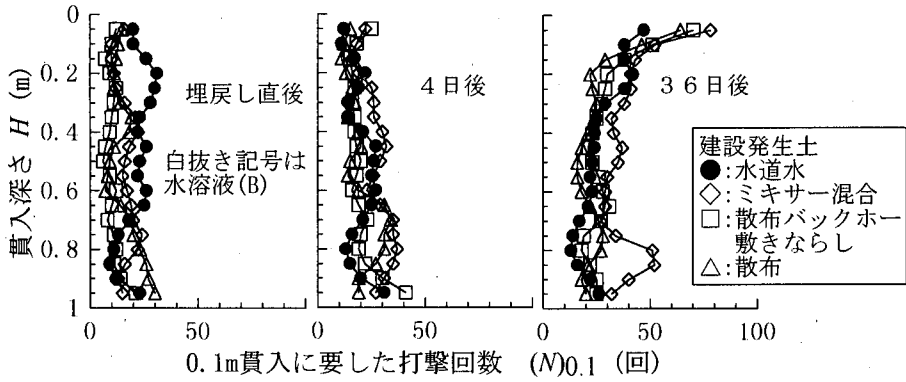 0
0.2
0.4
0.6
0.8
1
貫入深さ H (m)
埋戻し直後
白抜き記号は
水溶液(B)
4日後
36日後
建設発生土
●:水道水
◇:ミキサー混合
□:散布バックホー
敷きならし
△:散布
0 50 0 50 0 50 100
0.1m貫入に要した打撃回数 (N)0.1 (回)